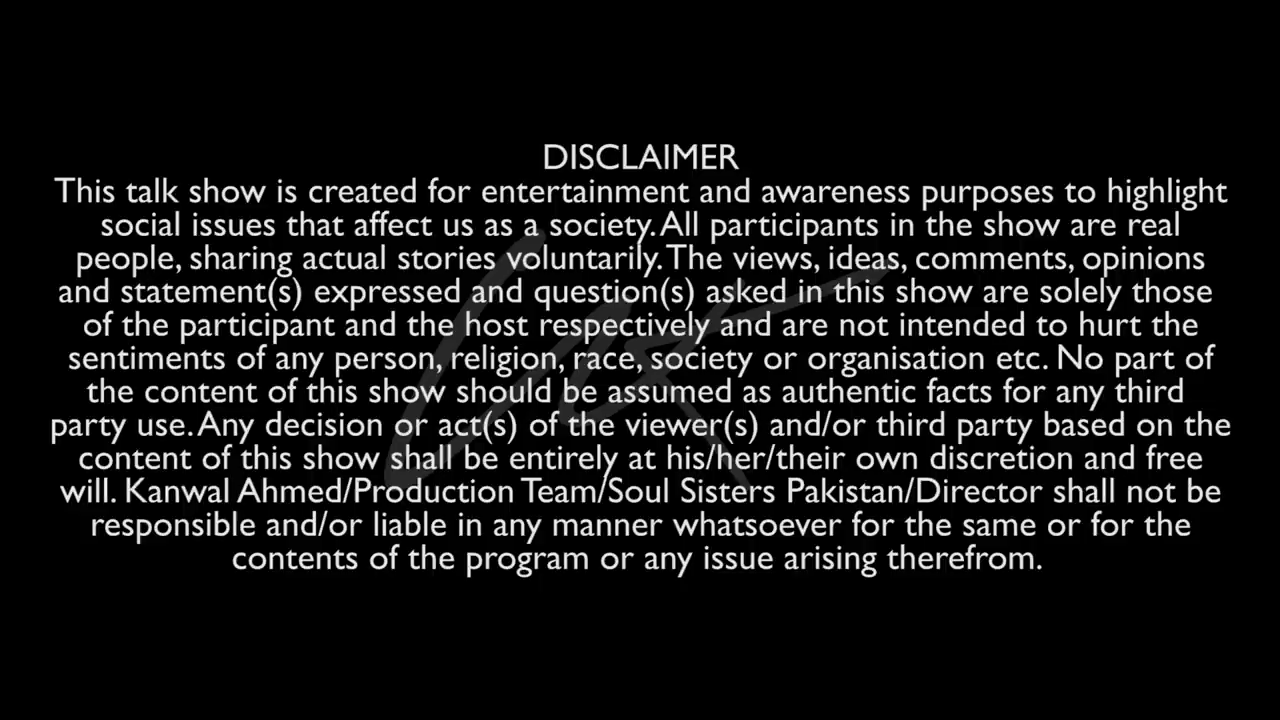 DISCLAIMER
This talk show is created for entertainment and awareness purposes to highlight
social issues that affect us as a society. All participants in the show are real
people, sharing actual stories voluntarily. The views, ideas, comments, opinions
and statement(s) expressed and question(s) asked in this show are solely those
of the participant and the host respectively and are not intended to hurt the
sentiments of any person, religion, race, society or organisation etc. No part of
the content of this show should be assumed as authentic facts for any third
party use. Any decision or act(s) of the viewer(s) and/or third party based on the
content of this show shall be entirely at his/her/their own discretion and free
will. Kanwal Ahmed/Production Team/Soul Sisters Pakistan/Director shall not be
responsible and/or liable in any manner whatsoever for the same or for the
contents of the program or any issue arising therefrom.